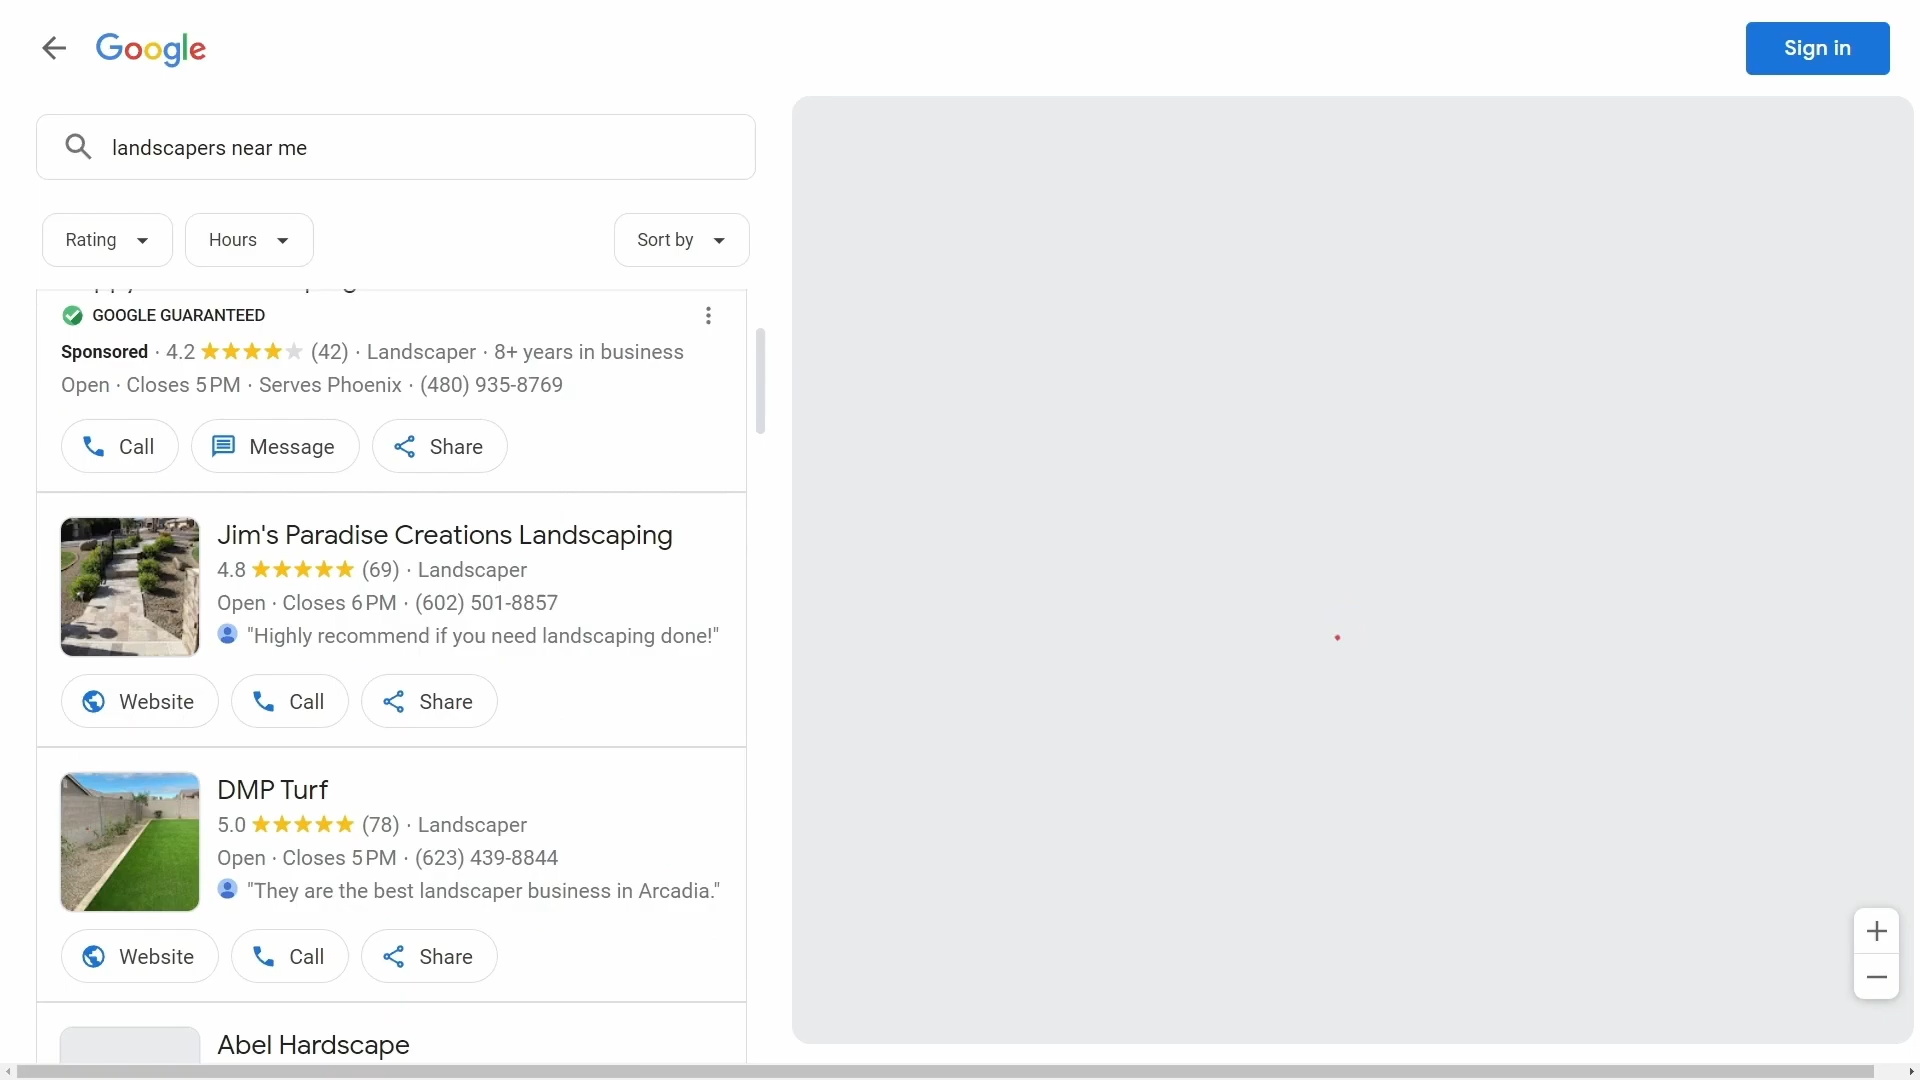 Google
Sign in
landscapers near me
Rating
Hours
Sort by
GOOGLE GUARANTEED
Sponsored · 4.2 (42) · Landscaper · 8+ years in business
Open · Closes 5 PM · Serves Phoenix · (480) 935-8769
Call
Message
Share
Jim's Paradise Creations Landscaping
4.8 (69) · Landscaper
Open · Closes 6 PM · (602) 501-8857
"Highly recommend if you need landscaping done!"
Website
Call
Share
DMP Turf
5.0 (78) · Landscaper
Open · Closes 5 PM · (623) 439-8844
"They are the best landscaper business in Arcadia."
Website
Call
Share
Abel Hardscape